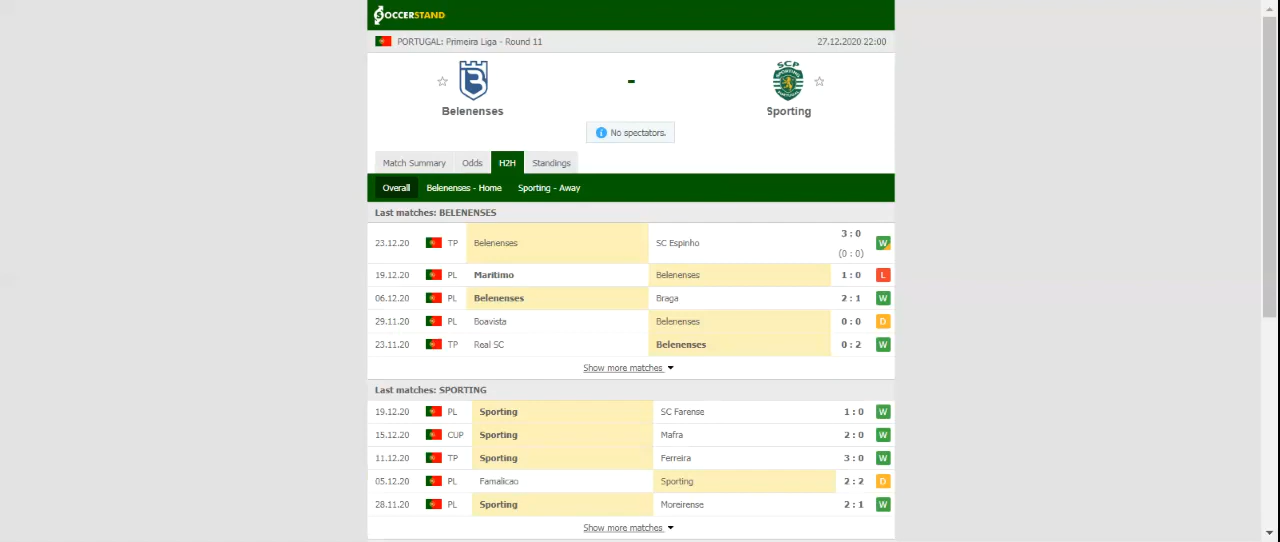 SOCCERSTAND
PORTUGAL: Primeira Liga - Round 11 27.12.2020 22:00
B SCP
SPORTING
PORTUGAL
-
Belenenses Sporting
i No spectators.
Match Summary Odds H2H Standings
Overall Belenenses - Home Sporting - Away
Last matches: BELENENSES
23.12.20 TP Belenenses SC Espinho 3 : 0 (0 : 0) W
19.12.20 PL Maritimo Belenenses 1 : 0 L
06.12.20 PL Belenenses Braga 2 : 1 W
29.11.20 PL Boavista Belenenses 0 : 0 D
23.11.20 TP Real SC Belenenses 0 : 2 W
Show more matches
Last matches: SPORTING
19.12.20 PL Sporting SC Farense 1 : 0 W
15.12.20 CUP Sporting Mafra 2 : 0 W
11.12.20 TP Sporting Ferreira 3 : 0 W
05.12.20 PL Famalicao Sporting 2 : 2 D
28.11.20 PL Sporting Moreirense 2 : 1 W
Show more matches